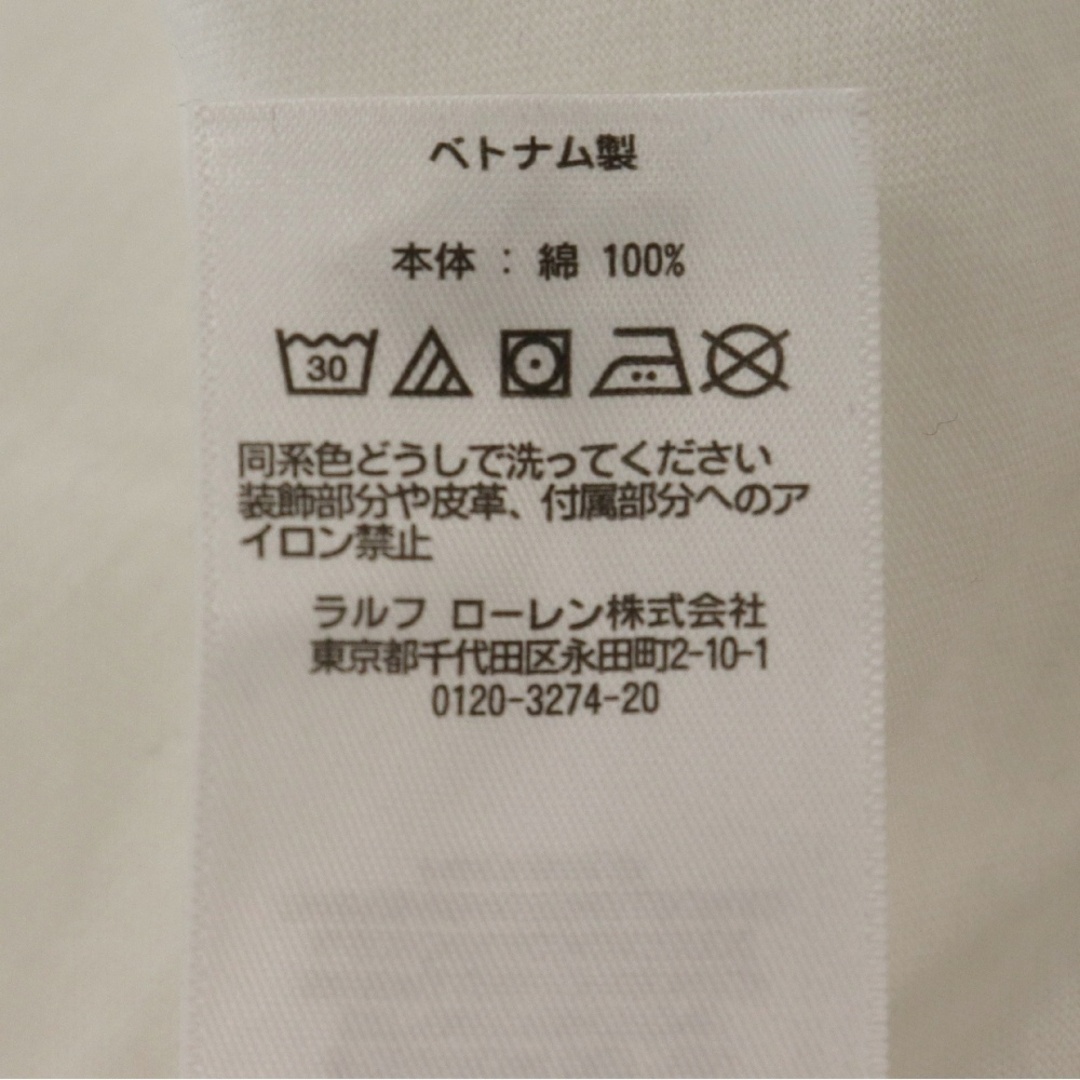 ベトナム製
本体 : 綿 100%
30
同系色どうしで洗ってください
装飾部分や皮革、付属部分へのア
イロン禁止
ラルフ ローレン株式会社
東京都千代田区永田町2-10-1
0120-3274-20